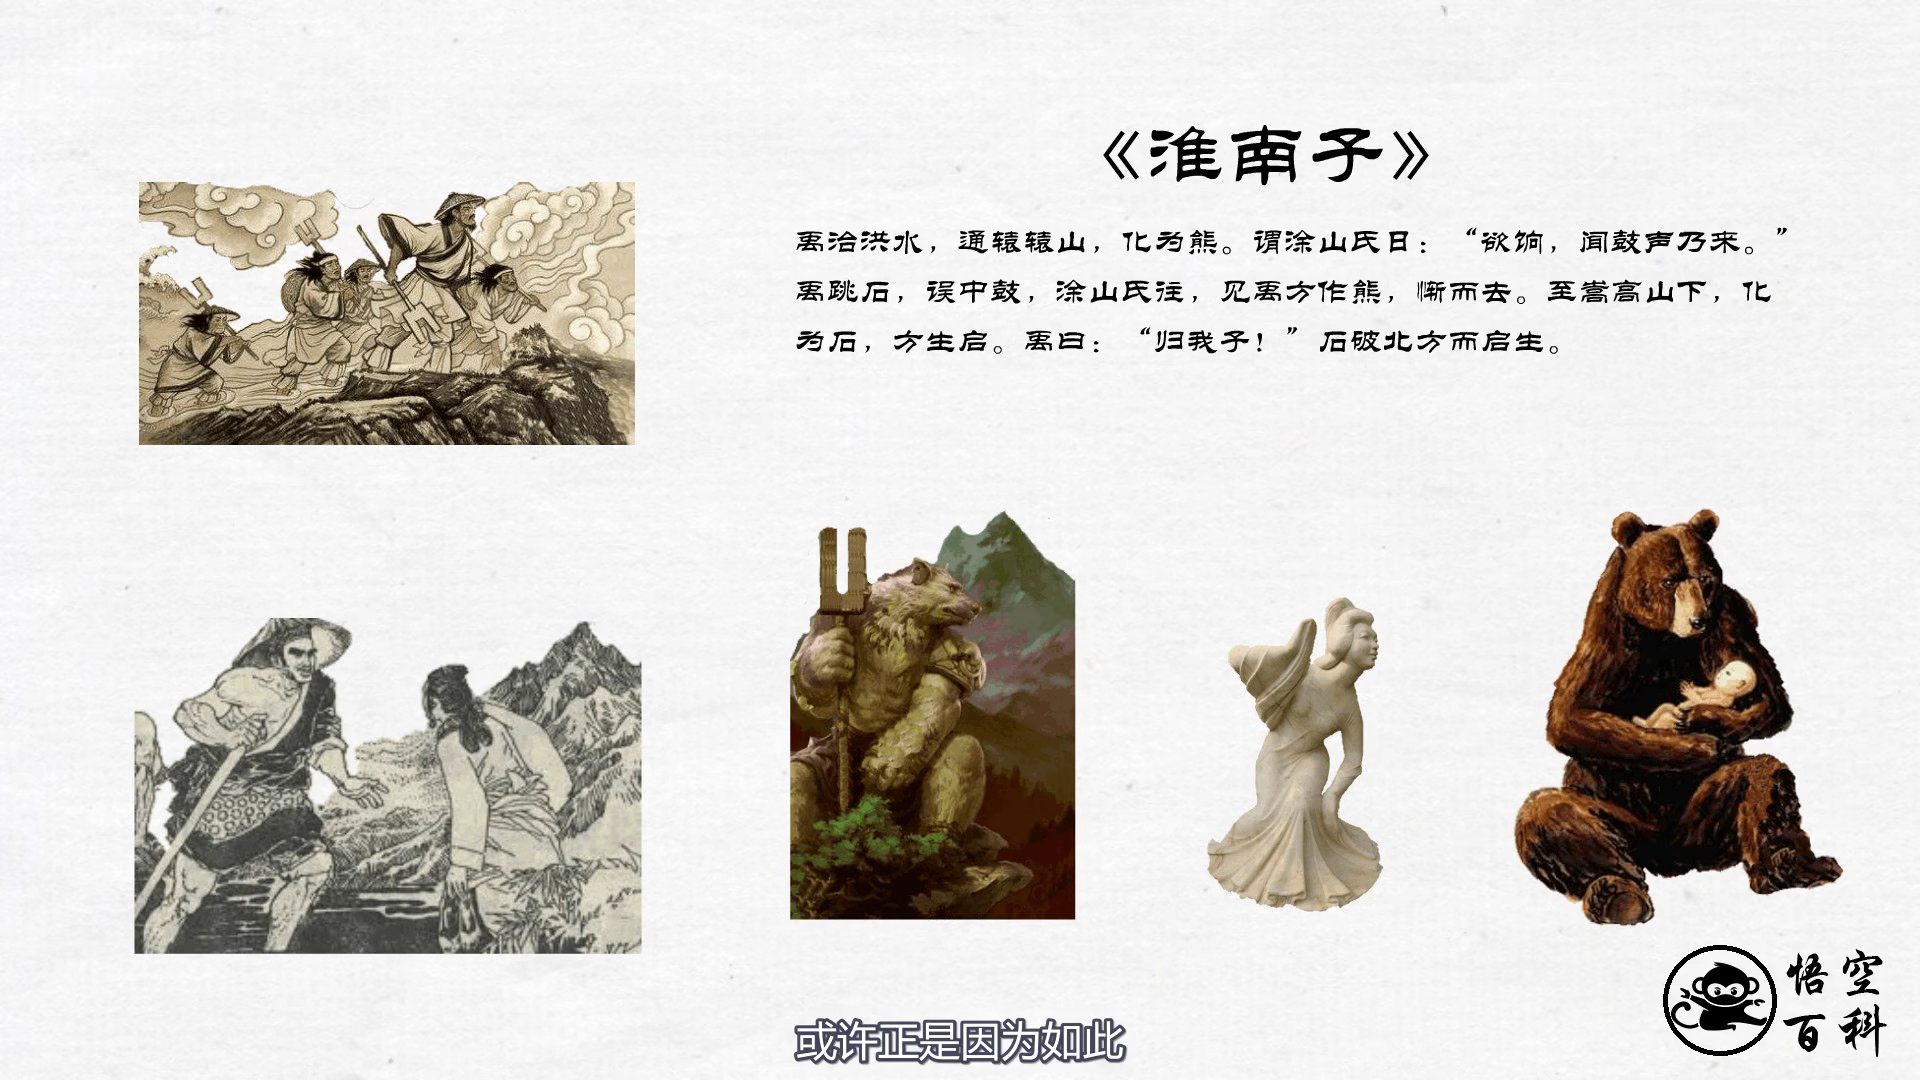 《淮南子》
禹治洪水，通轘辕山，化为熊。谓涂山氏日：“欲饷，闻鼓声乃来。”
禹跳石，误中鼓，涂山氏往，见禹方作熊，惭而去。至嵩高山下，化
为石，方生启。禹曰：“归我子！”石破北方而启生。
或许正是因为如此
悟空
百科